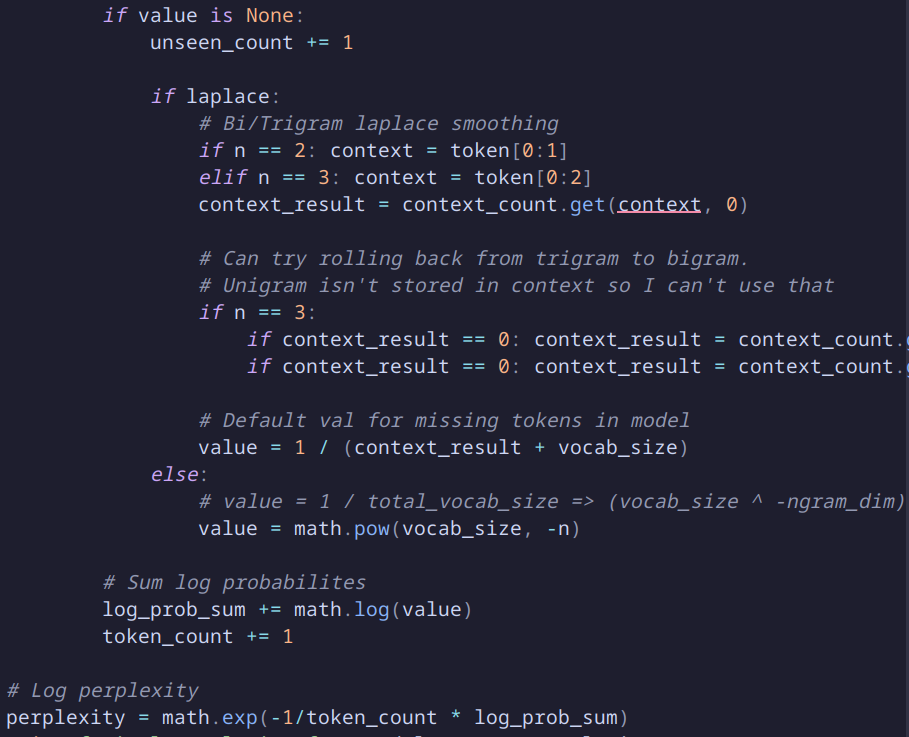 if value is None:
unseen_count += 1
if laplace:
# Bi/Trigram laplace smoothing
if n == 2: context = token[0:1]
elif n == 3: context = token[0:2]
context_result = context_count.get(context, 0)
# Can try rolling back from trigram to bigram.
# Unigram isn't stored in context so I can't use that
if n == 3:
if context_result == 0: context_result = context_count.
if context_result == 0: context_result = context_count.
# Default val for missing tokens in model
value = 1 / (context_result + vocab_size)
else:
# value = 1 / total_vocab_size => (vocab_size ^ -ngram_dim)
value = math.pow(vocab_size, -n)
# Sum log probabilites
log_prob_sum += math.log(value)
token_count += 1
# Log perplexity
perplexity = math.exp(-1/token_count * log_prob_sum)